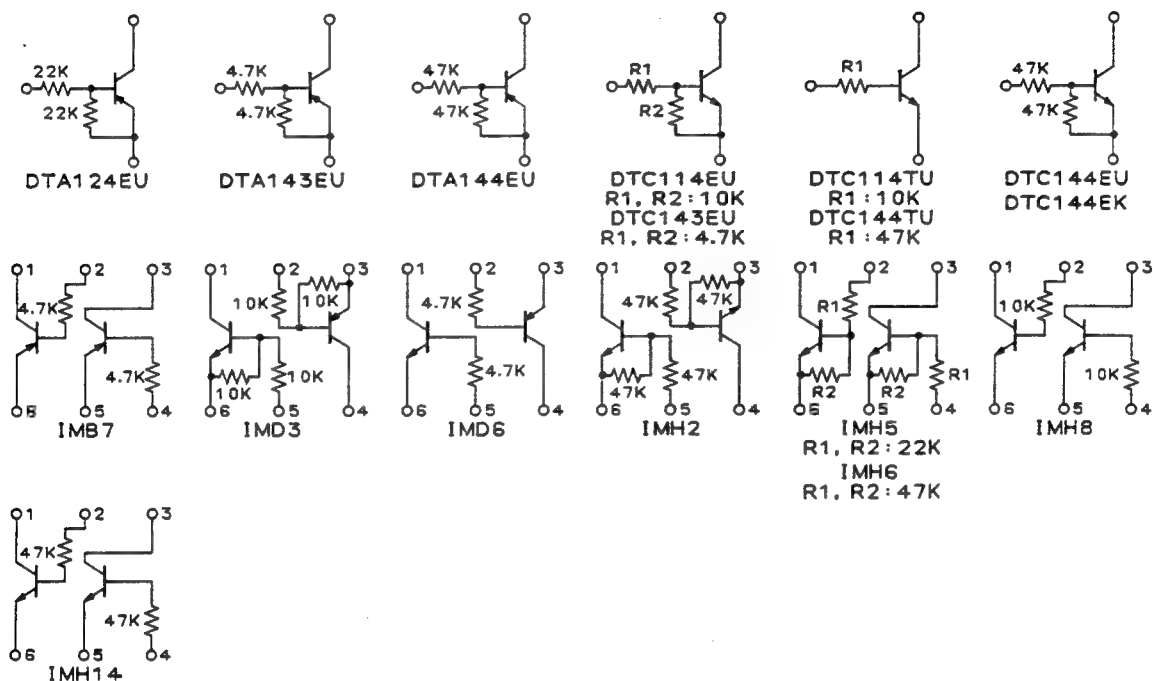 22K
22K
DTA124EU
4.7K
4.7K
DTA143EU
47K
47K
DTA144EU
R1
R2
DTC114EU
R1, R2:10K
DTC143EU
R1, R2:4.7K
R1
DTC114TU
R1:10K
DTC144TU
R1:47K
47K
47K
DTC144EU
DTC144EK
1 2 3
4.7K
4.7K
6 5 4
IMB7
1 2 3
10K 10K
10K 10K
6 5 4
IMD3
1 2 3
4.7K
4.7K
6 5 4
IMD6
1 2 3
47K 47K
47K 47K
6 5 4
IMH2
1 2 3
R1
R2 R2 R1
6 5 4
IMH5
R1, R2:22K
IMH6
R1, R2:47K
1 2 3
10K
10K
6 5 4
IMH8
1 2 3
47K
47K
6 5 4
IMH14